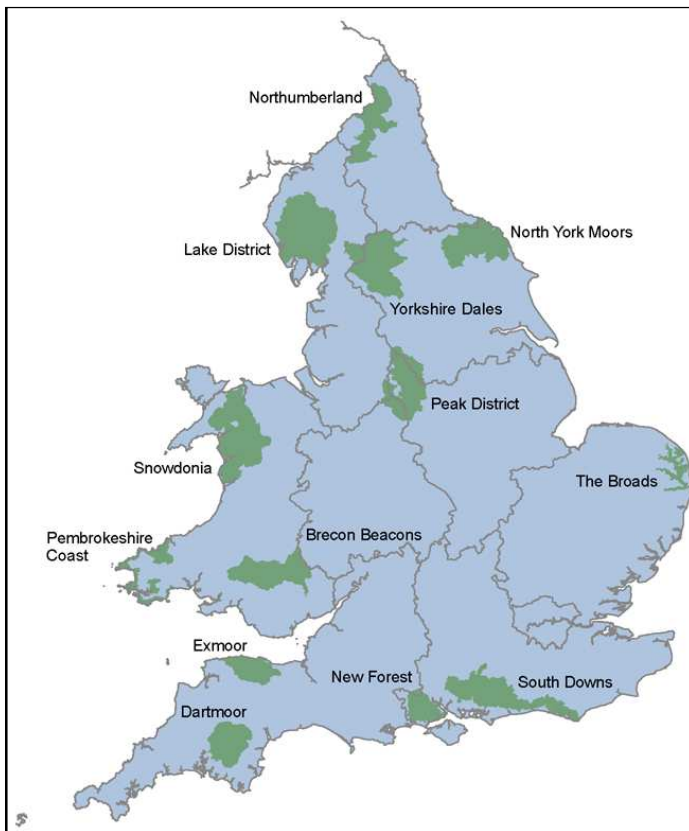 Northumberland
North York Moors
Lake District
Yorkshire Dales
Peak District
Snowdonia
The Broads
Pembrokeshire
Coast
Brecon Beacons
Exmoor
New Forest
South Downs
Dartmoor